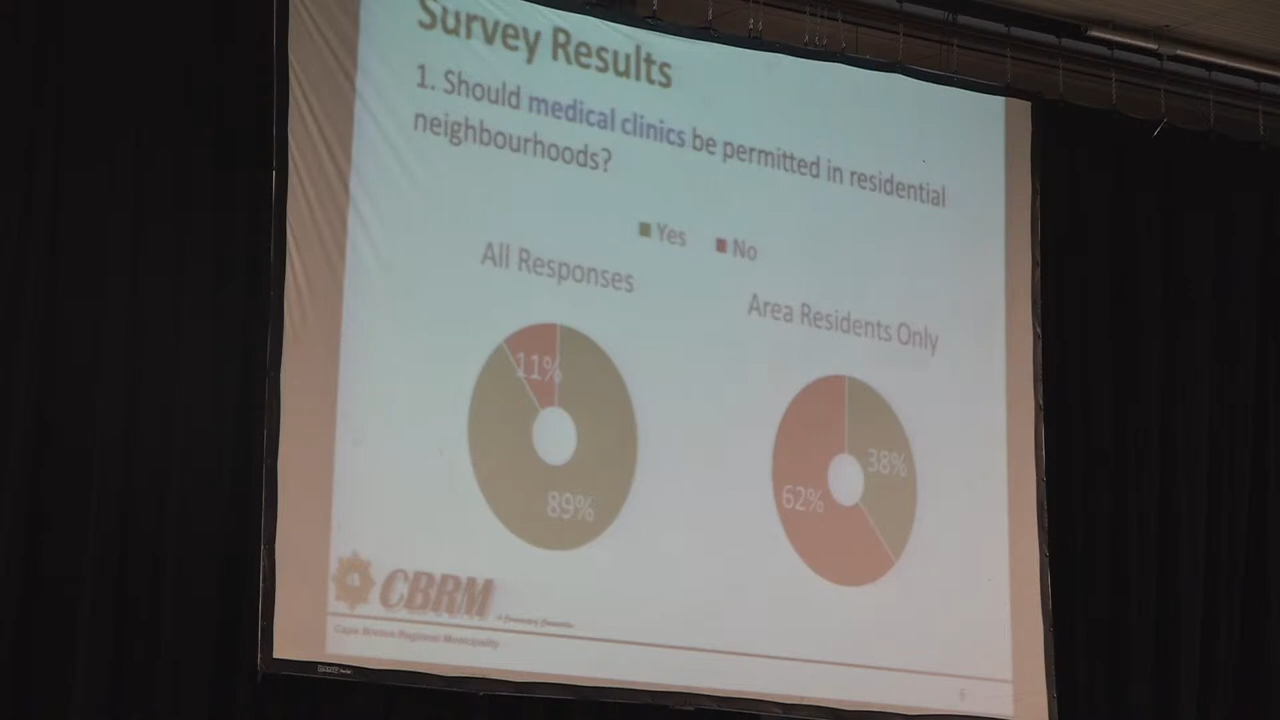 Survey Results
1. Should medical clinics be permitted in residential
neighbourhoods?
Yes No
All Responses
Area Residents Only
11%
89%
38%
62%
CBRM
Cape Breton Regional Municipality
6